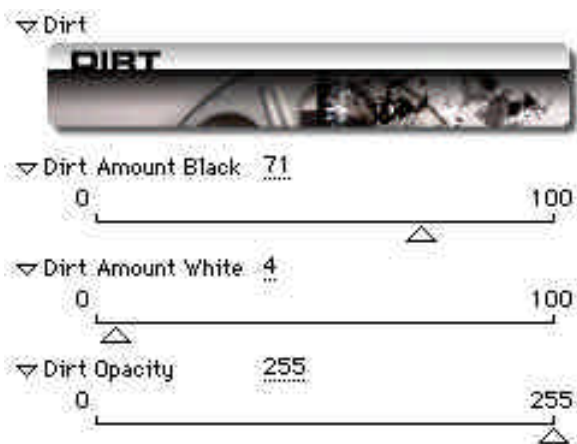 Dirt
DIRT
Dirt Amount Black 71
0 100
Dirt Amount White 4
0 100
Dirt Opacity 255
0 255